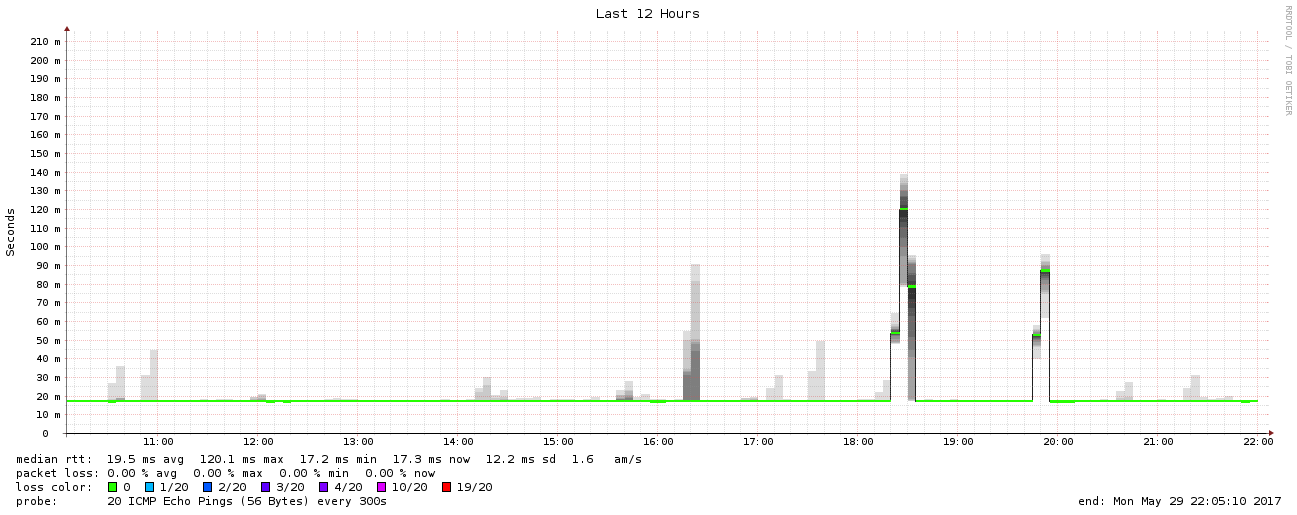 Last 12 Hours
RRDTOOL / TOBI OETIKER
Seconds
210 m
200 m
190 m
180 m
170 m
160 m
150 m
140 m
130 m
120 m
110 m
100 m
90 m
80 m
70 m
60 m
50 m
40 m
30 m
20 m
10 m
0
11:00 12:00 13:00 14:00 15:00 16:00 17:00 18:00 19:00 20:00 21:00 22:00
median rtt: 19.5 ms avg 120.1 ms max 17.2 ms min 17.3 ms now 12.2 ms sd 1.6 am/s
packet loss: 0.00 % avg 0.00 % max 0.00 % min 0.00 % now
loss color: 0 1/20 2/20 3/20 4/20 10/20 19/20
probe: 20 ICMP Echo Pings (56 Bytes) every 300s end: Mon May 29 22:05:10 2017